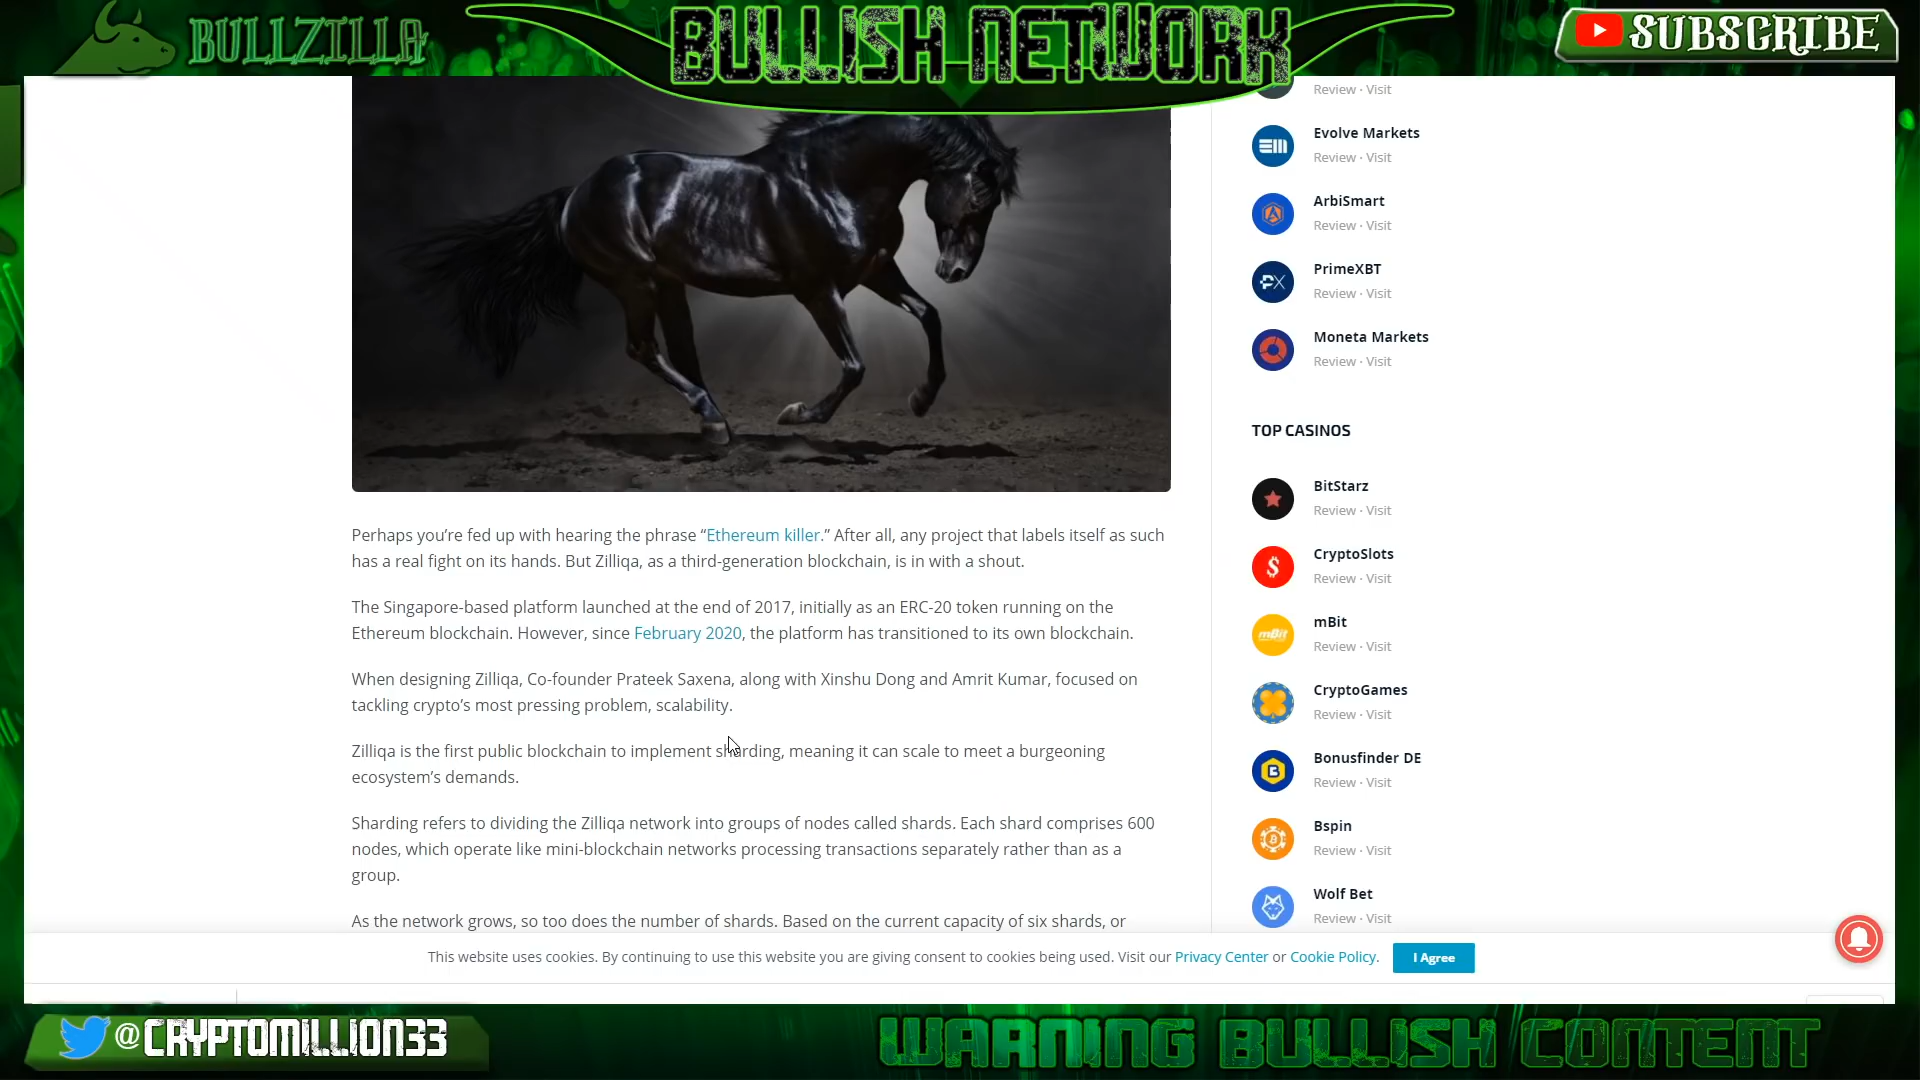 BULLZILLA
BULLISH NETWORK
SUBSCRIBE
Review · Visit
Evolve Markets
Review · Visit
ArbiSmart
Review · Visit
PrimeXBT
Review · Visit
Moneta Markets
Review · Visit
TOP CASINOS
BitStarz
Review · Visit
CryptoSlots
Review · Visit
mBit
mBit
Review · Visit
CryptoGames
Review · Visit
Bonusfinder DE
Review · Visit
Bspin
Review · Visit
Wolf Bet
Review · Visit
Perhaps you’re fed up with hearing the phrase “Ethereum killer.” After all, any project that labels itself as such
has a real fight on its hands. But Zilliqa, as a third-generation blockchain, is in with a shout.
The Singapore-based platform launched at the end of 2017, initially as an ERC-20 token running on the
Ethereum blockchain. However, since February 2020, the platform has transitioned to its own blockchain.
When designing Zilliqa, Co-founder Prateek Saxena, along with Xinshu Dong and Amrit Kumar, focused on
tackling crypto’s most pressing problem, scalability.
Zilliqa is the first public blockchain to implement sharding, meaning it can scale to meet a burgeoning
ecosystem’s demands.
Sharding refers to dividing the Zilliqa network into groups of nodes called shards. Each shard comprises 600
nodes, which operate like mini-blockchain networks processing transactions separately rather than as a
group.
As the network grows, so too does the number of shards. Based on the current capacity of six shards, or
This website uses cookies. By continuing to use this website you are giving consent to cookies being used. Visit our Privacy Center or Cookie Policy.
I Agree
@CRYPTOMILLION33
WARNING BULLISH CONTENT